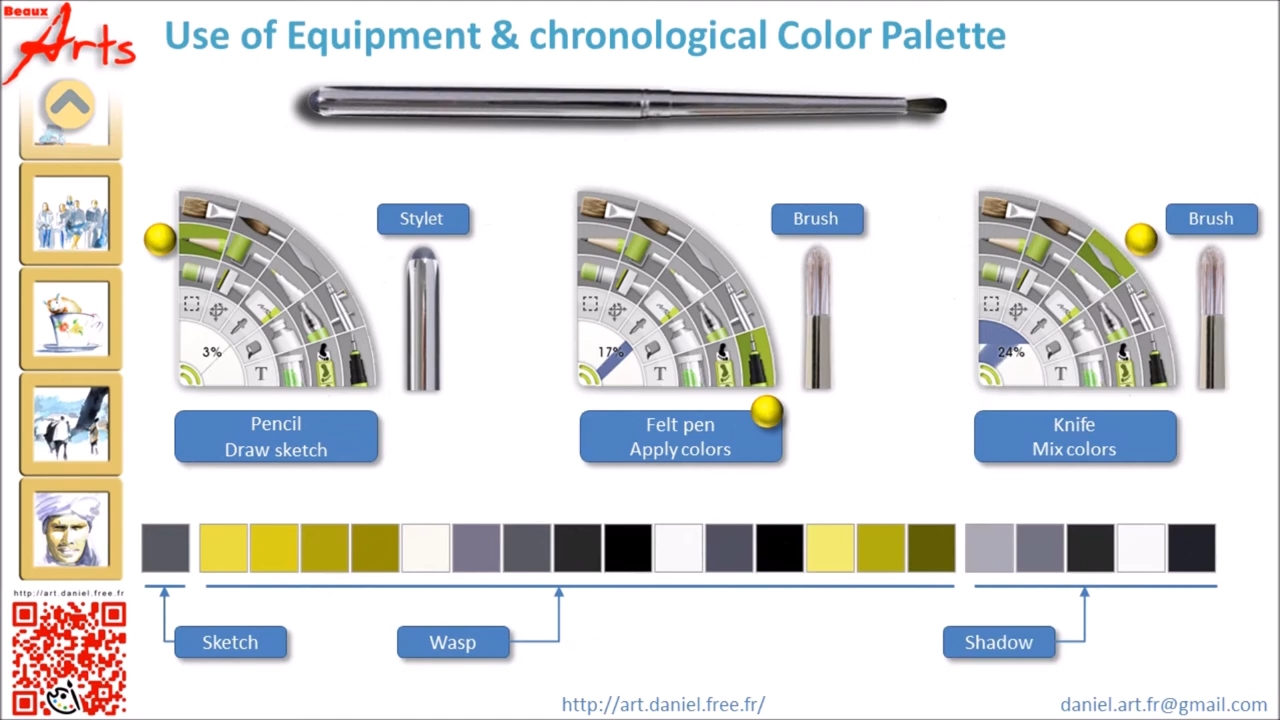 Beaux
Arts
Use of Equipment & chronological Color Palette
Stylet
Brush
Brush
3%
T
17%
T
24%
T
Pencil
Draw sketch
Felt pen
Apply colors
Knife
Mix colors
http://art.daniel.free.fr
Sketch
Wasp
Shadow
http://art.daniel.free.fr/
daniel.art.fr@gmail.com